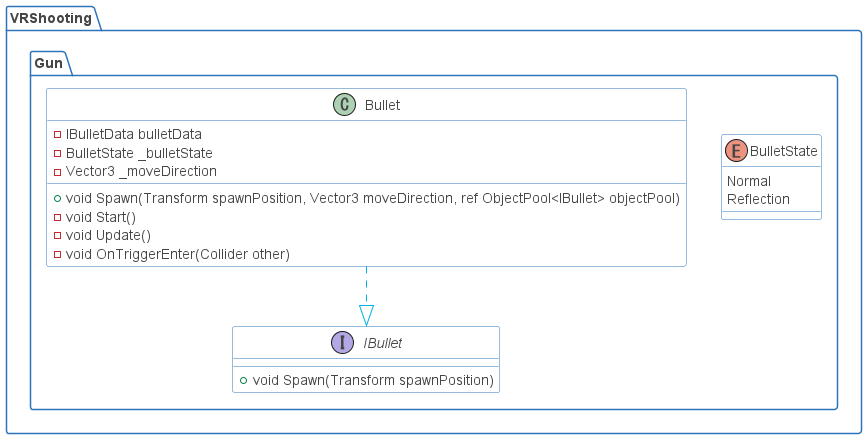 VRShooting
Gun
C Bullet
IBulletData bulletData
BulletState _bulletState
Vector3 _moveDirection
void Spawn(Transform spawnPosition, Vector3 moveDirection, ref ObjectPool<IBullet> objectPool)
void Start()
void Update()
void OnTriggerEnter(Collider other)
E BulletState
Normal
Reflection
I IBullet
void Spawn(Transform spawnPosition)